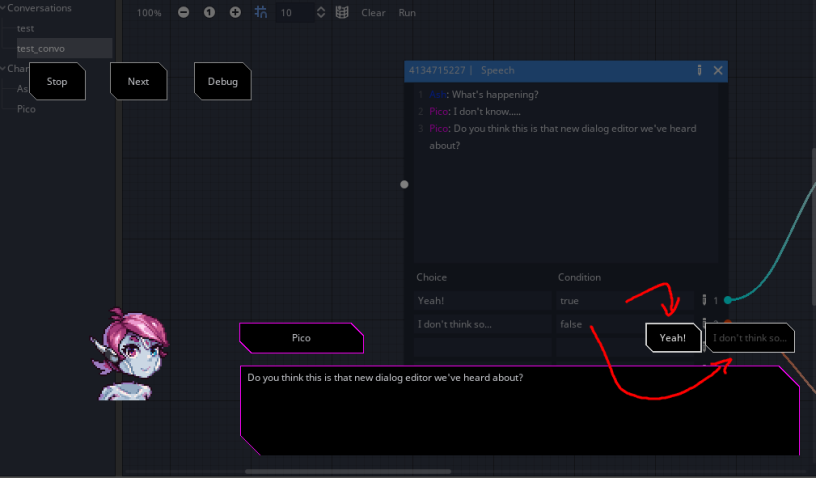 Conversations
test
test_convo
Char
As
Pico
100%
1
10
Clear
Run
Stop
Next
Debug
4134715227 | Speech
1 Ash: What's happening?
2 Pico: I don't know.....
3 Pico: Do you think this is that new dialog editor we've heard
about?
Choice
Condition
Yeah!
true
1
I don't think so...
false
Yeah!
I don't think so...
Pico
Do you think this is that new dialog editor we've heard about?